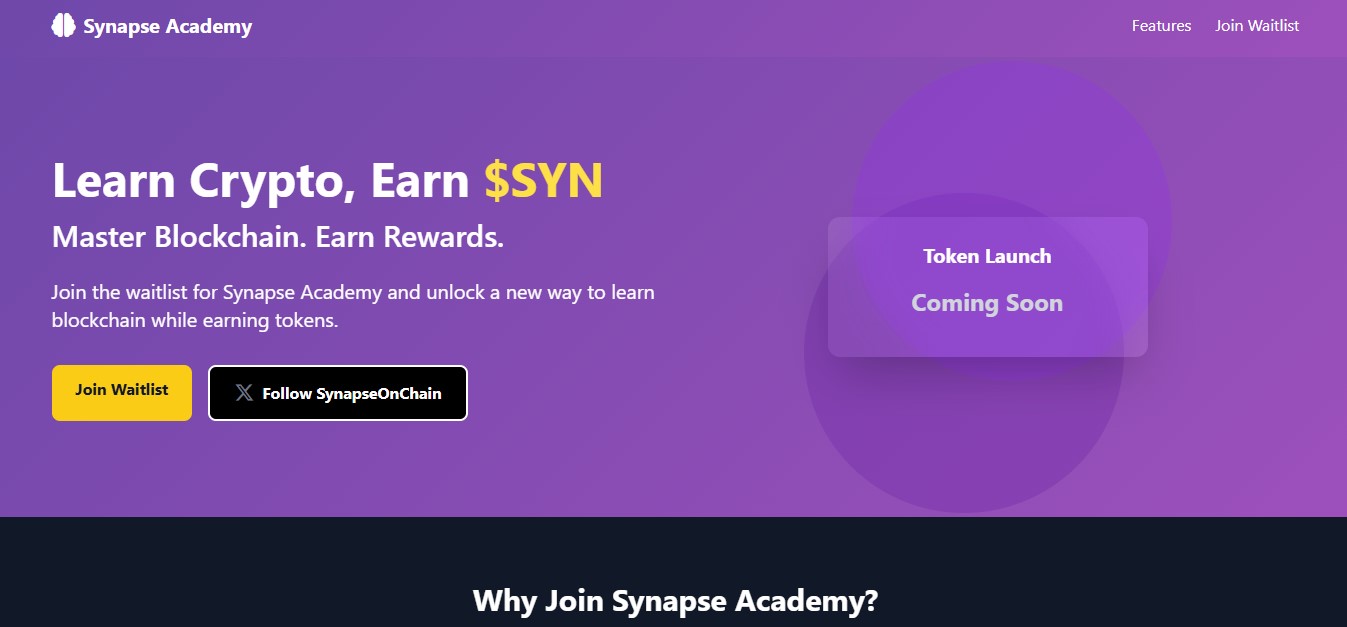 Synapse Academy
Features
Join Waitlist
Learn Crypto, Earn $SYN
Master Blockchain. Earn Rewards.
Join the waitlist for Synapse Academy and unlock a new way to learn
blockchain while earning tokens.
Join Waitlist
Follow SynapseOnChain
Token Launch
Coming Soon
Why Join Synapse Academy?